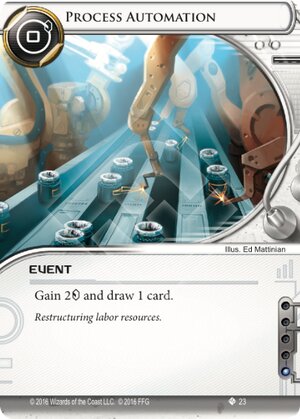 0
PROCESS AUTOMATION
Illus. Ed Mattinian
EVENT
Gain 2 and draw 1 card.
Restructuring labor resources.
© 2016 Wizards of the Coast LLC. © 2016 FFG
23